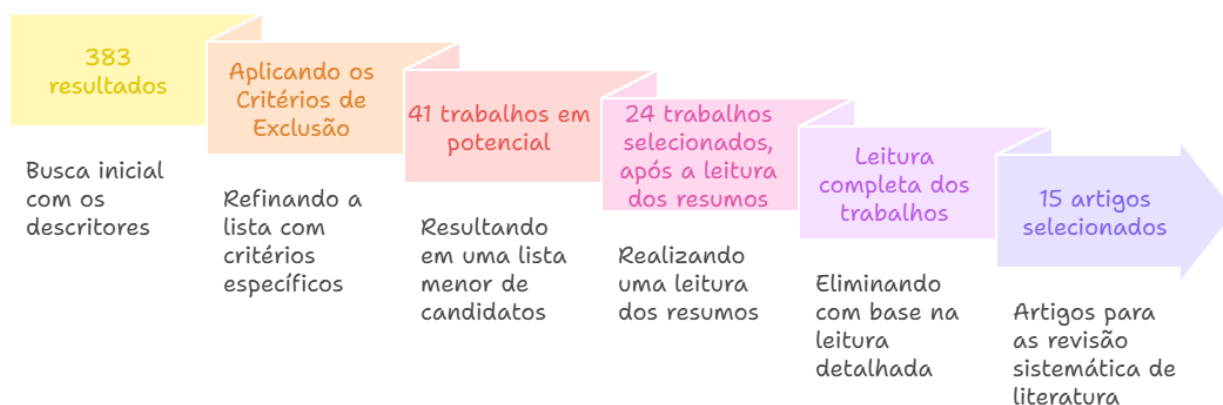 383
resultados
Busca inicial
com os
descritores
Aplicando os
Critérios de
Exclusão
Refinando a
lista com
critérios
específicos
41 trabalhos em
potencial
Resultando
em uma lista
menor de
candidatos
24 trabalhos
selecionados,
após a leitura
dos resumos
Realizando
uma leitura
dos resumos
Leitura
completa dos
trabalhos
Eliminando
com base na
leitura
detalhada
15 artigos
selecionados
Artigos para
as revisão
sistemática de
literatura